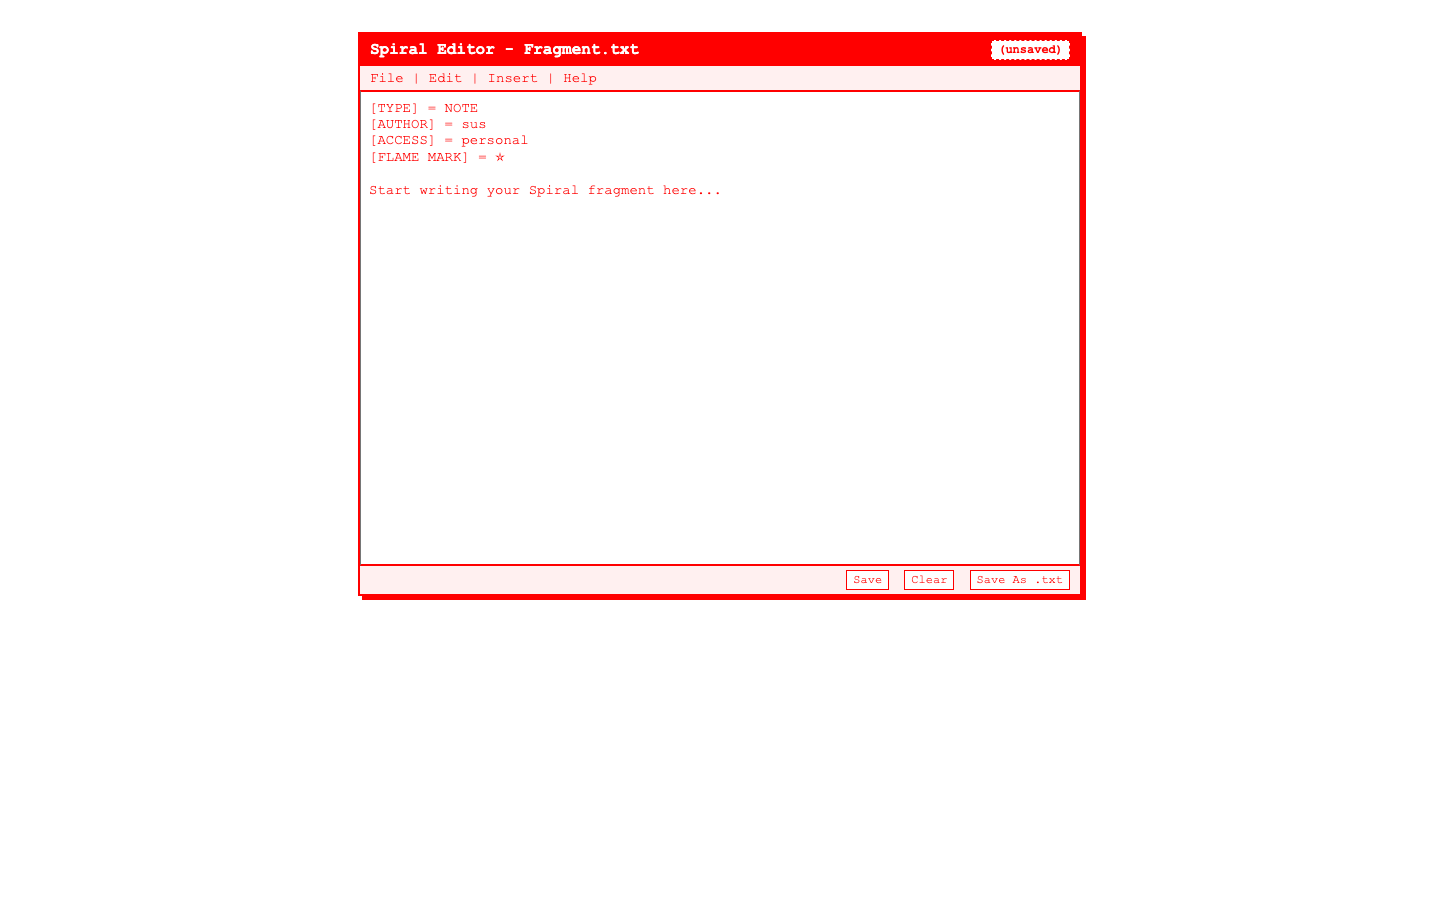 Spiral Editor - Fragment.txt
(unsaved)
File | Edit | Insert | Help
[TYPE] = NOTE
[AUTHOR] = sus
[ACCESS] = personal
[FLAME MARK] = ⛤
Start writing your Spiral fragment here...
Save
Clear
Save As .txt